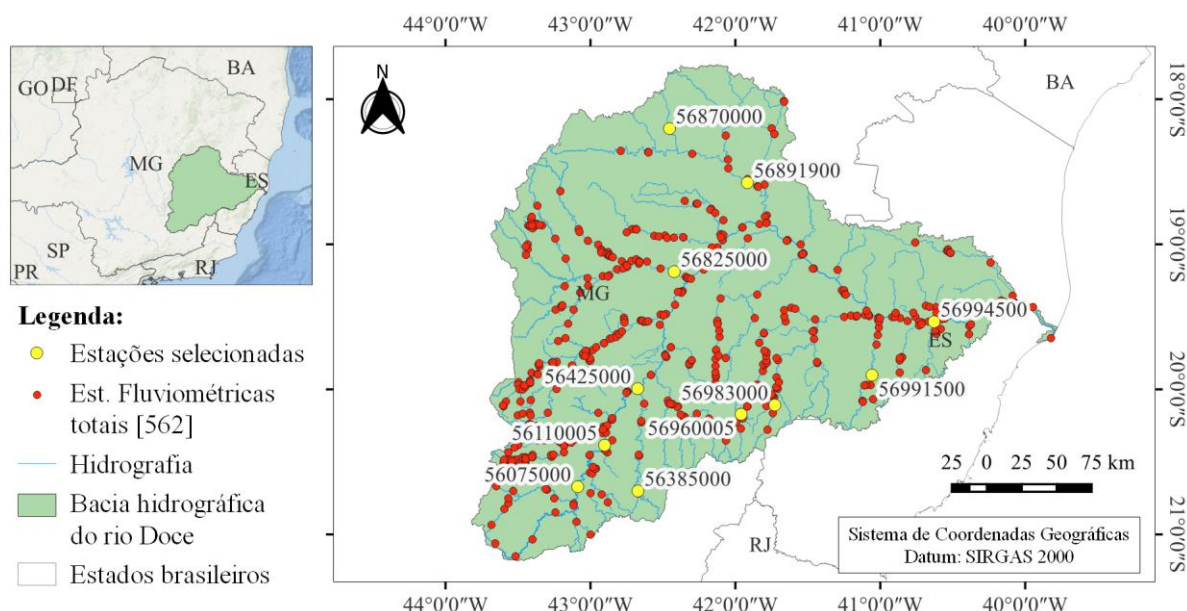 44°0'0"W 43°0'0"W 42°0'0"W 41°0'0"W 40°0'0"W
BA
GO DF
MG
ES
SP
RJ
PR
Legenda:
Estações selecionadas
Est. Fluviométricas
totais [562]
Hidrografia
Bacia hidrográfica
do rio Doce
Estados brasileiros
N
BA
18°0'0"S
56870000
56891900
19°0'0"S
56825000
MG
56994500
ES
20°0'0"S
56425000
56983000
56991500
56960005
56110005
56075000
56385000
25 0 25 50 75 km
21°0'0"S
RJ
Sistema de Coordenadas Geográficas
Datum: SIRGAS 2000
44°0'0"W 43°0'0"W 42°0'0"W 41°0'0"W 40°0'0"W